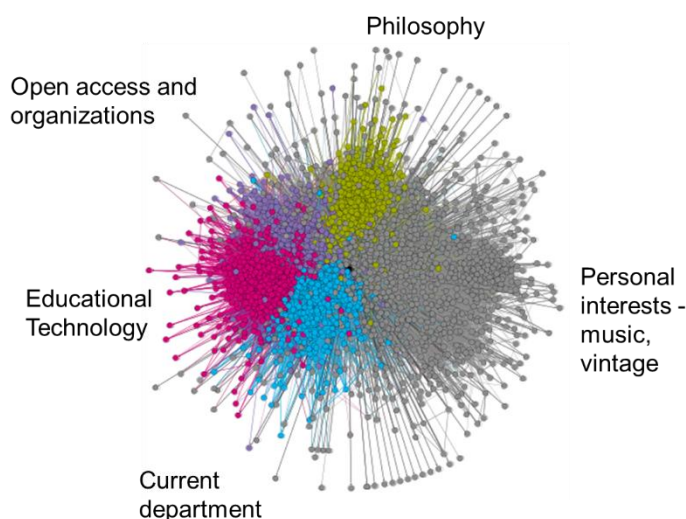 Philosophy
Open access and
organizations
Educational
Technology
Personal
interests -
music,
vintage
Current
department